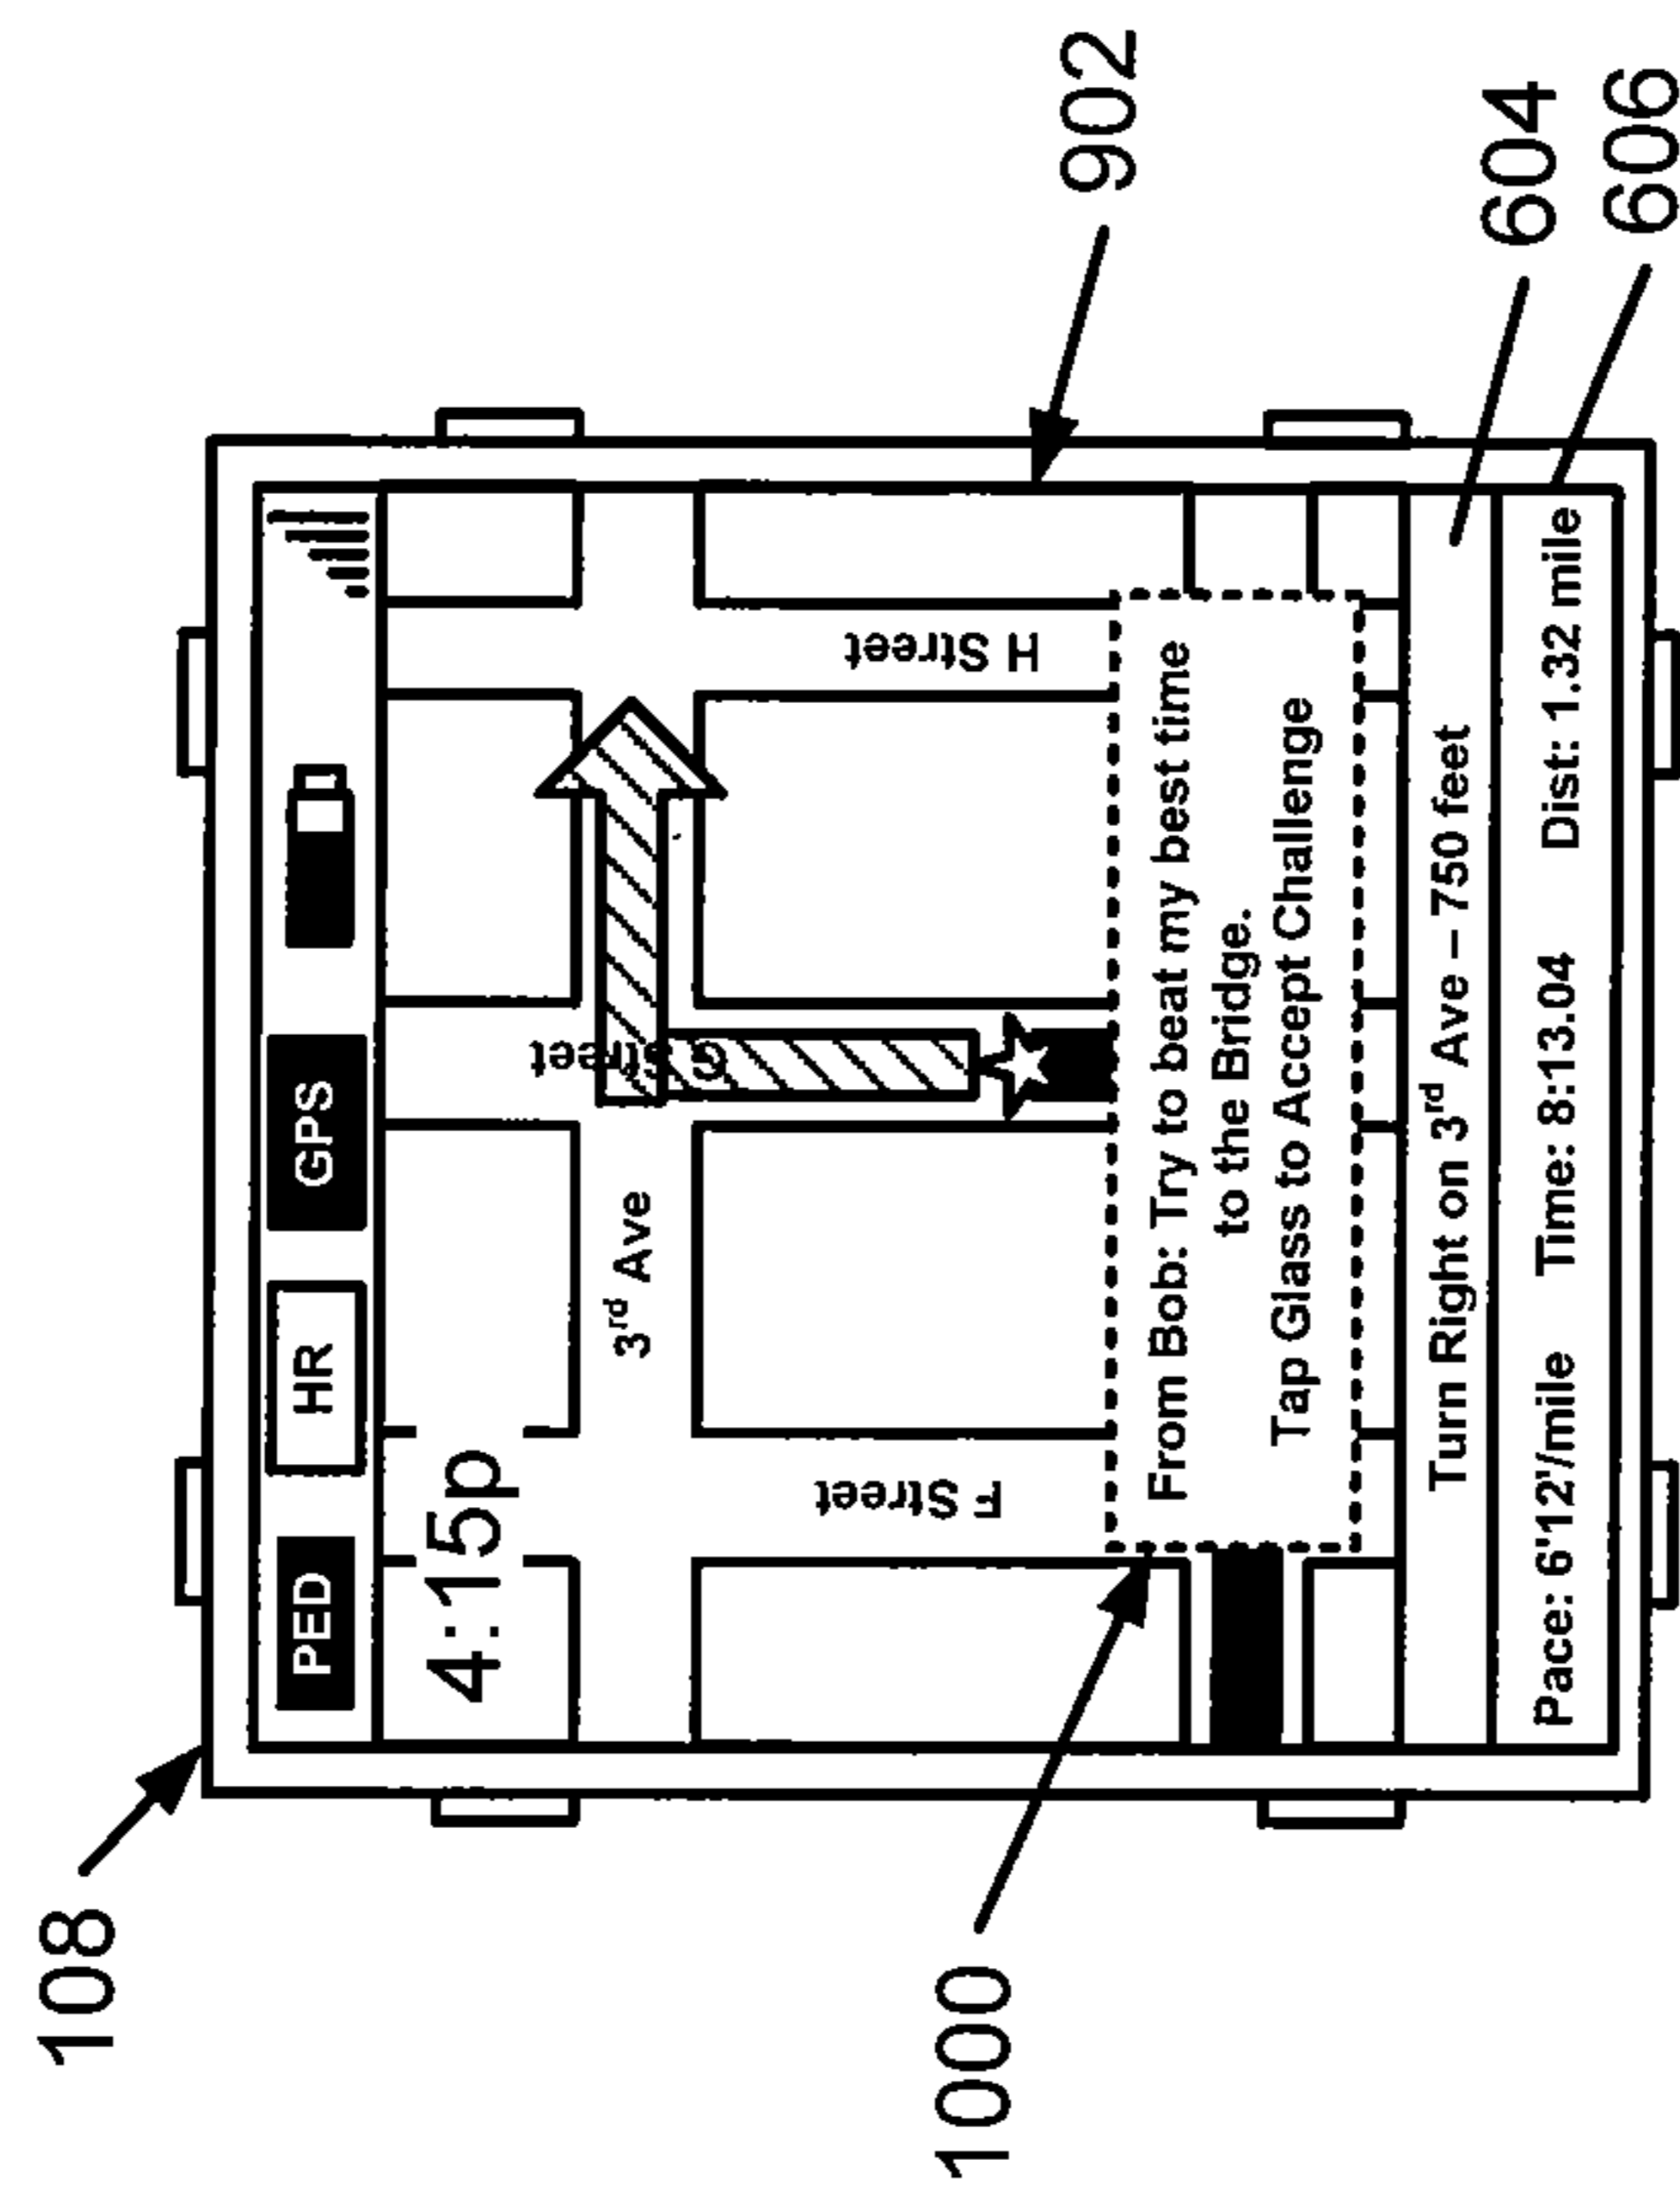 108
PED HR GPS
4:15p
3rd Ave
F Street
G Street
H Street
902
1000
From Bob: Try to beat my best time
to the Bridge.
Tap Glass to Accept Challenge
Turn Right on 3rd Ave – 750 feet
604
Pace: 6'12'/mile Time: 8:13.04 Dist: 1.32 mile
606